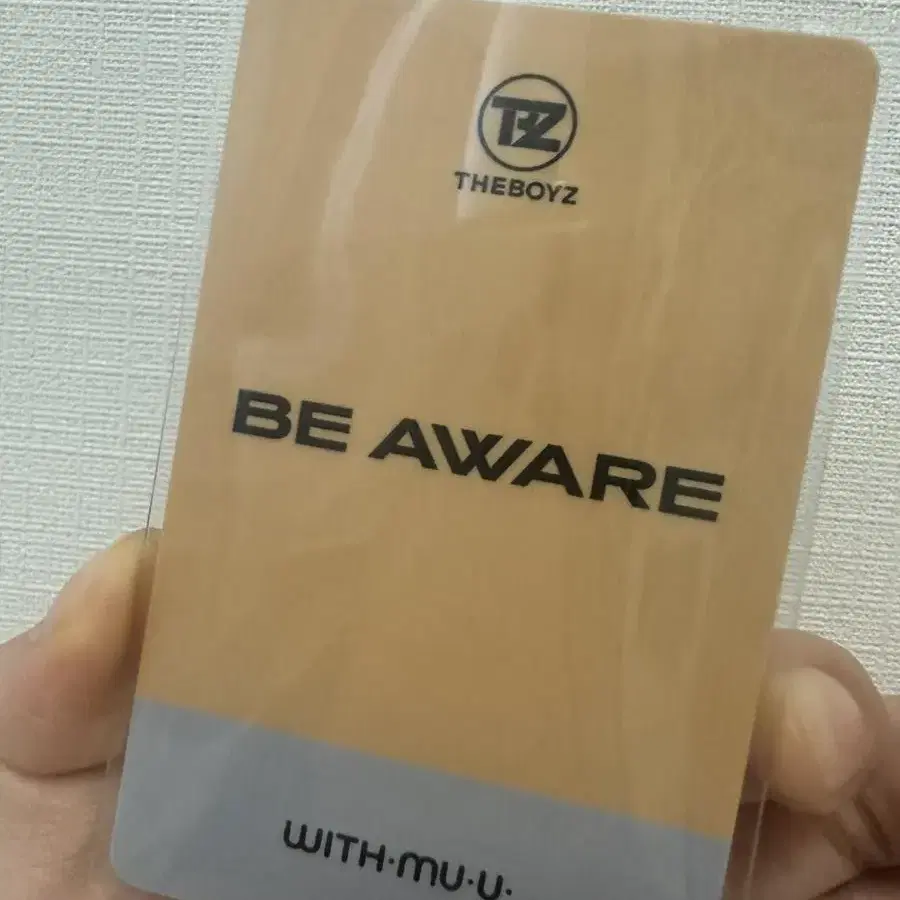 TBZ
THEBOYZ
BE AWARE
WITH·MU·U·